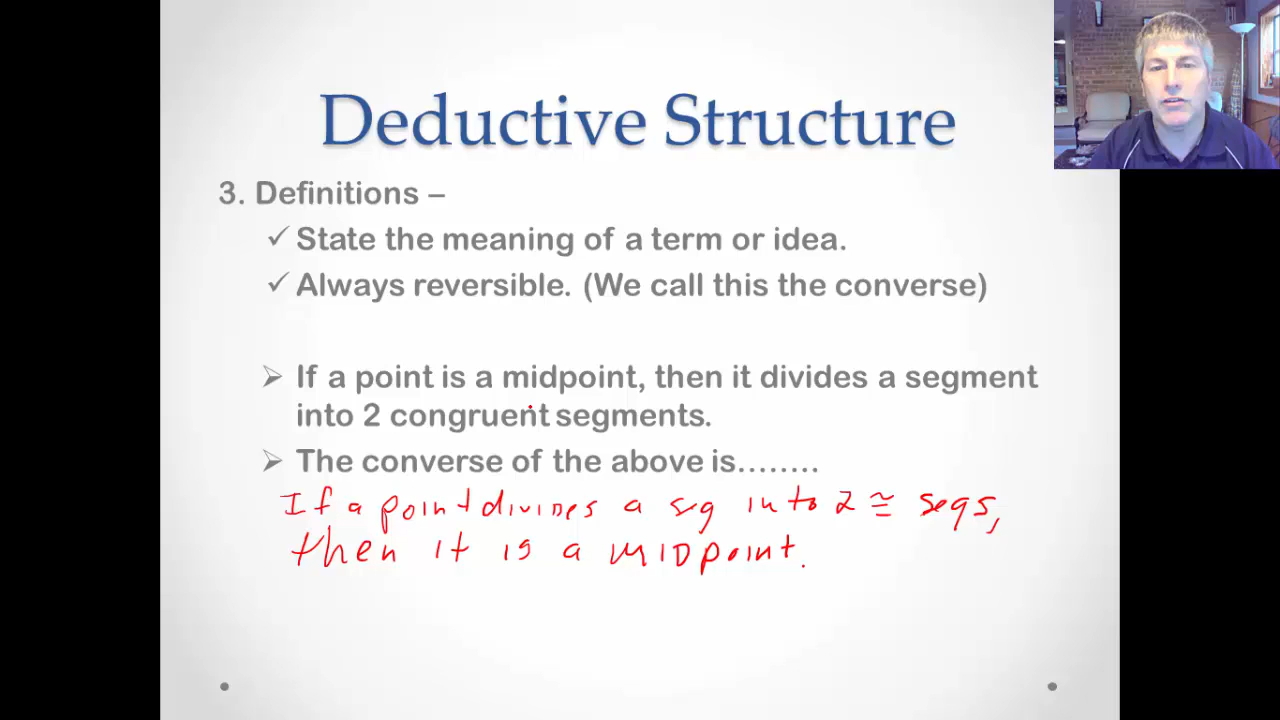 Deductive Structure
3. Definitions –
✓ State the meaning of a term or idea.
✓ Always reversible. (We call this the converse)
➢ If a point is a midpoint, then it divides a segment
into 2 congruent segments.
➢ The converse of the above is........
If a point divides a seg into 2 ≅ segs,
then it is a midpoint.